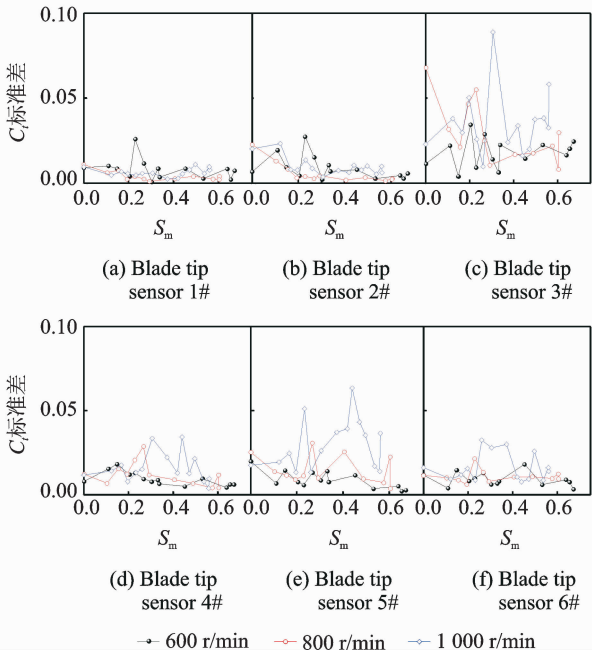 0.10
0.05
0.00
C_l标准差
0.0 0.2 0.4 0.6 0.0 0.2 0.4 0.6 0.0 0.2 0.4 0.6
S_m S_m S_m
(a) Blade tip (b) Blade tip (c) Blade tip
sensor 1# sensor 2# sensor 3#
0.10
0.05
0.00
C_l标准差
0.0 0.2 0.4 0.6 0.0 0.2 0.4 0.6 0.0 0.2 0.4 0.6
S_m S_m S_m
(d) Blade tip (e) Blade tip (f) Blade tip
sensor 4# sensor 5# sensor 6#
600 r/min 800 r/min 1 000 r/min